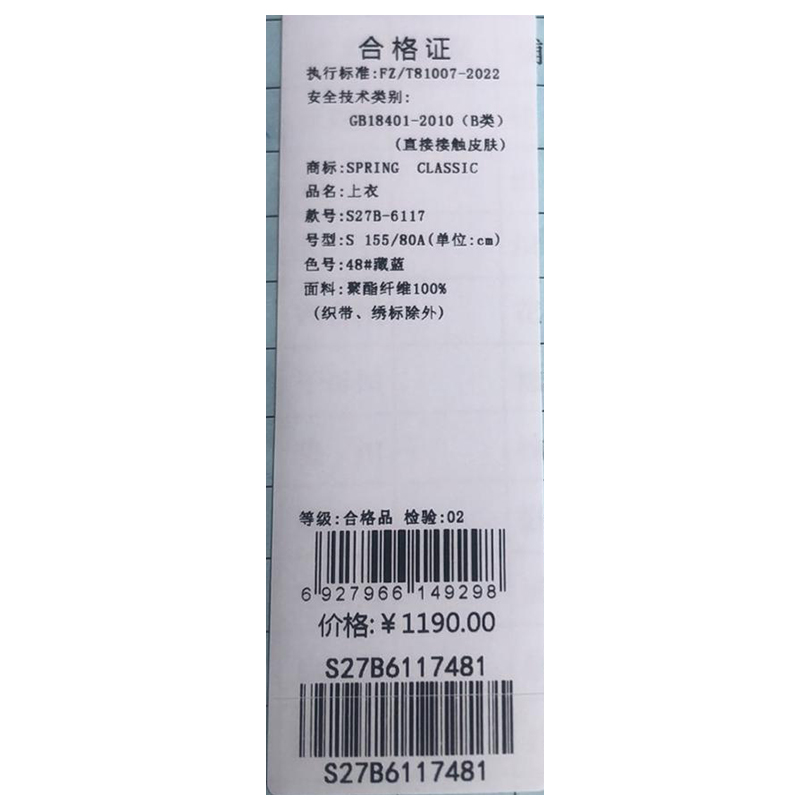 合格证
执行标准:FZ/T81007-2022
安全技术类别:
GB18401-2010（B类）
(直接接触皮肤)
商标:SPRING CLASSIC
品名:上衣
款号:S27B-6117
号型:S 155/80A(单位:cm)
色号:48#藏蓝
面料:聚酯纤维100%
(织带、绣标除外)
等级:合格品 检验:02
6 927966 149298
价格:¥1190.00
S27B6117481
S27B6117481